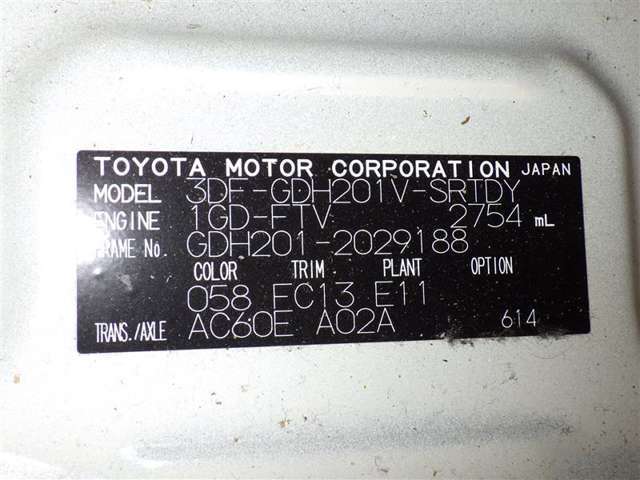 TOYOTA MOTOR CORPORATION JAPAN
MODEL 3DF-GDH201V-SRTDY
ENGINE 1GD-FTV 2754 mL
FRAME No. GDH201-2029188
COLOR TRIM PLANT OPTION
058 FC13 E11
TRANS./AXLE AC60E A02A 614